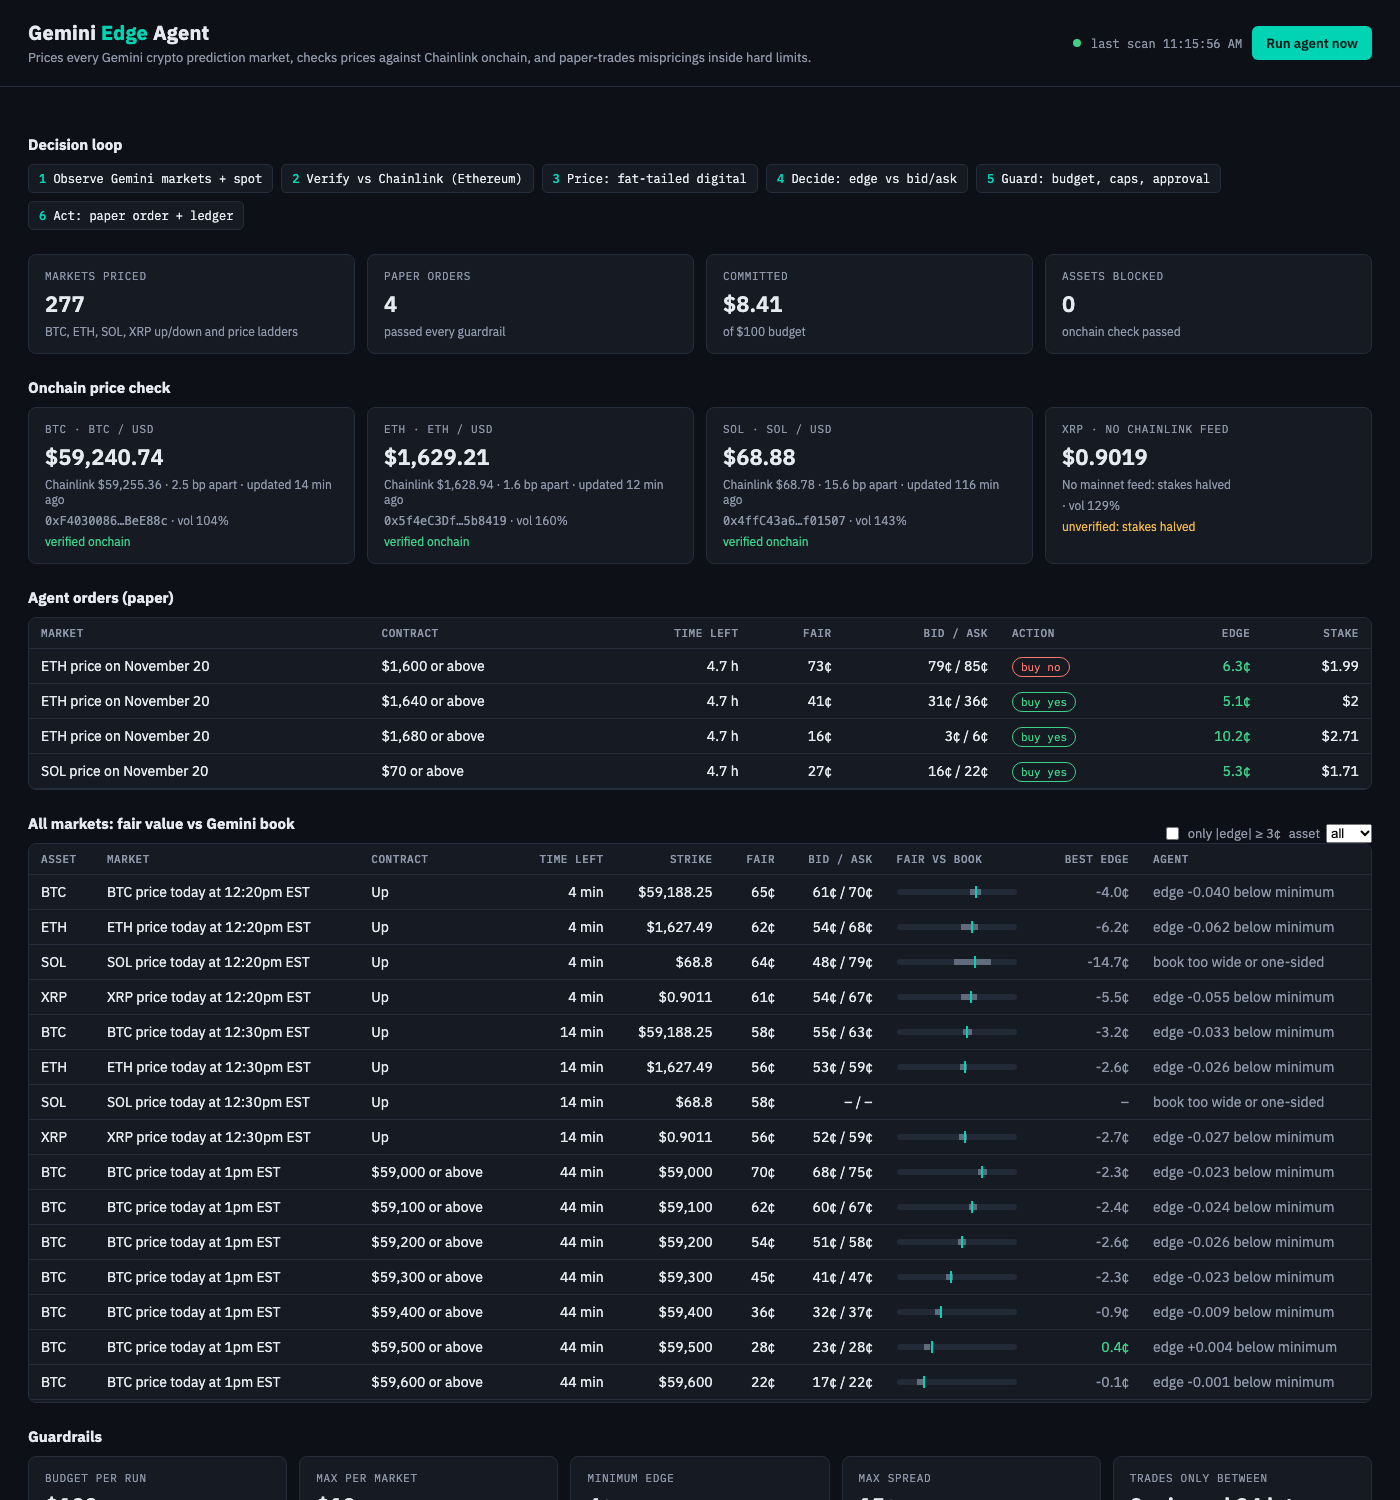 Gemini Edge Agent
Prices every Gemini crypto prediction market, checks prices against Chainlink onchain, and paper-trades mispricings inside hard limits.
last scan 11:15:56 AM Run agent now
Decision loop
1 Observe Gemini markets + spot 2 Verify vs Chainlink (Ethereum) 3 Price: fat-tailed digital 4 Decide: edge vs bid/ask 5 Guard: budget, caps, approval
6 Act: paper order + ledger
MARKETS PRICED
277
BTC, ETH, SOL, XRP up/down and price ladders
PAPER ORDERS
4
passed every guardrail
COMMITTED
$8.41
of $100 budget
ASSETS BLOCKED
0
onchain check passed
Onchain price check
BTC · BTC / USD
$59,240.74
Chainlink $59,255.36 · 2.5 bp apart · updated 14 min
ago
0xF4030086…BeE88c · vol 104%
verified onchain
ETH · ETH / USD
$1,629.21
Chainlink $1,628.94 · 1.6 bp apart · updated 12 min
ago
0x5f4eC3Df…5b8419 · vol 160%
verified onchain
SOL · SOL / USD
$68.88
Chainlink $68.78 · 15.6 bp apart · updated 116 min
ago
0x4ffC43a6…f01507 · vol 143%
verified onchain
XRP · NO CHAINLINK FEED
$0.9019
No mainnet feed: stakes halved
· vol 129%
unverified: stakes halved
Agent orders (paper)
MARKET CONTRACT TIME LEFT FAIR BID / ASK ACTION EDGE STAKE
ETH price on November 20 $1,600 or above 4.7 h 73¢ 79¢ / 85¢ buy no 6.3¢ $1.99
ETH price on November 20 $1,640 or above 4.7 h 41¢ 31¢ / 36¢ buy yes 5.1¢ $2
ETH price on November 20 $1,680 or above 4.7 h 16¢ 3¢ / 6¢ buy yes 10.2¢ $2.71
SOL price on November 20 $70 or above 4.7 h 27¢ 16¢ / 22¢ buy yes 5.3¢ $1.71
All markets: fair value vs Gemini book
only |edge| ≥ 3¢ asset all
ASSET MARKET CONTRACT TIME LEFT STRIKE FAIR BID / ASK FAIR VS BOOK BEST EDGE AGENT
BTC BTC price today at 12:20pm EST Up 4 min $59,188.25 65¢ 61¢ / 70¢ -4.0¢ edge -0.040 below minimum
ETH ETH price today at 12:20pm EST Up 4 min $1,627.49 62¢ 54¢ / 68¢ -6.2¢ edge -0.062 below minimum
SOL SOL price today at 12:20pm EST Up 4 min $68.8 64¢ 48¢ / 79¢ -14.7¢ book too wide or one-sided
XRP XRP price today at 12:20pm EST Up 4 min $0.9011 61¢ 54¢ / 67¢ -5.5¢ edge -0.055 below minimum
BTC BTC price today at 12:30pm EST Up 14 min $59,188.25 58¢ 55¢ / 63¢ -3.2¢ edge -0.033 below minimum
ETH ETH price today at 12:30pm EST Up 14 min $1,627.49 56¢ 53¢ / 59¢ -2.6¢ edge -0.026 below minimum
SOL SOL price today at 12:30pm EST Up 14 min $68.8 58¢ – / – – book too wide or one-sided
XRP XRP price today at 12:30pm EST Up 14 min $0.9011 56¢ 52¢ / 59¢ -2.7¢ edge -0.027 below minimum
BTC BTC price today at 1pm EST $59,000 or above 44 min $59,000 70¢ 68¢ / 75¢ -2.3¢ edge -0.023 below minimum
BTC BTC price today at 1pm EST $59,100 or above 44 min $59,100 62¢ 60¢ / 67¢ -2.4¢ edge -0.024 below minimum
BTC BTC price today at 1pm EST $59,200 or above 44 min $59,200 54¢ 51¢ / 58¢ -2.6¢ edge -0.026 below minimum
BTC BTC price today at 1pm EST $59,300 or above 44 min $59,300 45¢ 41¢ / 47¢ -2.3¢ edge -0.023 below minimum
BTC BTC price today at 1pm EST $59,400 or above 44 min $59,400 36¢ 32¢ / 37¢ -0.9¢ edge -0.009 below minimum
BTC BTC price today at 1pm EST $59,500 or above 44 min $59,500 28¢ 23¢ / 28¢ 0.4¢ edge +0.004 below minimum
BTC BTC price today at 1pm EST $59,600 or above 44 min $59,600 22¢ 17¢ / 22¢ -0.1¢ edge -0.001 below minimum
Guardrails
BUDGET PER RUN MAX PER MARKET MINIMUM EDGE MAX SPREAD TRADES ONLY BETWEEN